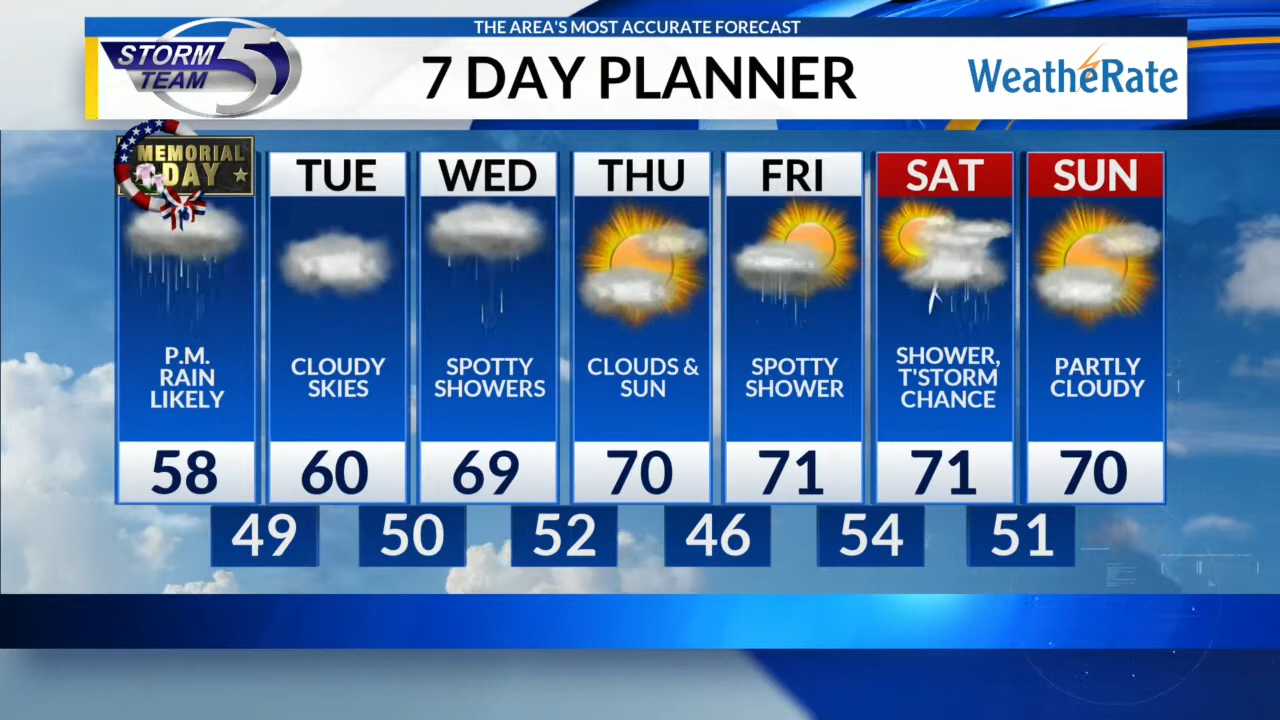 THE AREA'S MOST ACCURATE FORECAST
STORM
TEAM
5
7 DAY PLANNER
WeatheRate
MEMORIAL
DAY
TUE
WED
THU
FRI
SAT
SUN
P.M.
RAIN
LIKELY
CLOUDY
SKIES
SPOTTY
SHOWERS
CLOUDS &
SUN
SPOTTY
SHOWER
SHOWER,
T'STORM
CHANCE
PARTLY
CLOUDY
58
60
69
70
71
71
70
49
50
52
46
54
51